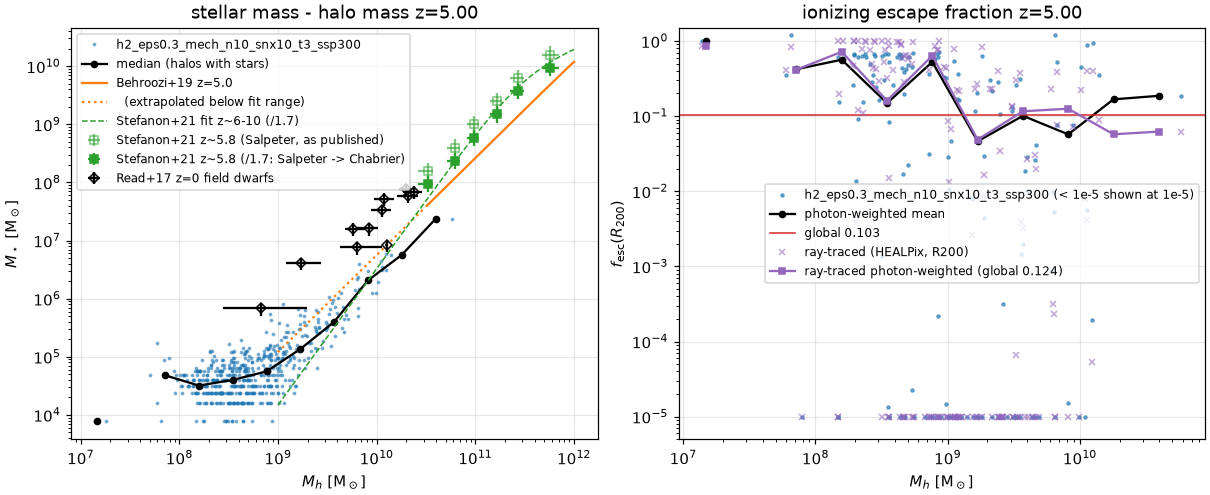 stellar mass - halo mass z=5.00
10¹⁰
10⁹
10⁸
10⁷
10⁶
10⁵
10⁴
M⋆ [M⊙]
h2_eps0.3_mech_n10_snx10_t3_ssp300
median (halos with stars)
Behroozi+19 z=5.0
(extrapolated below fit range)
Stefanon+21 fit z~6-10 (/1.7)
Stefanon+21 z~5.8 (Salpeter, as published)
Stefanon+21 z~5.8 (/1.7: Salpeter -> Chabrier)
Read+17 z=0 field dwarfs
10⁷ 10⁸ 10⁹ 10¹⁰ 10¹¹ 10¹²
Mₕ [M⊙]
ionizing escape fraction z=5.00
10⁰
10⁻¹
10⁻²
10⁻³
10⁻⁴
10⁻⁵
f_esc(R₂₀₀)
h2_eps0.3_mech_n10_snx10_t3_ssp300 (< 1e-5 shown at 1e-5)
photon-weighted mean
global 0.103
ray-traced (HEALPix, R200)
ray-traced photon-weighted (global 0.124)
10⁷ 10⁸ 10⁹ 10¹⁰
Mₕ [M⊙]